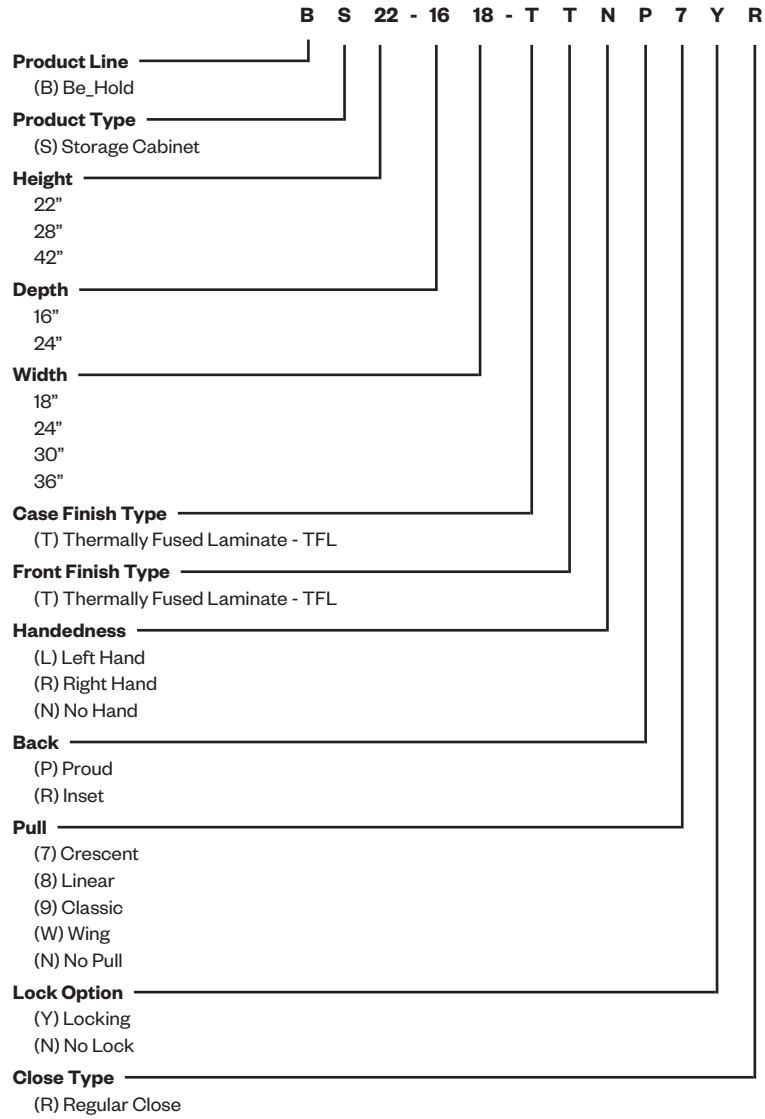 B S 22 - 16 18 - T T N P 7 Y R
Product Line
(B) Be_Hold
Product Type
(S) Storage Cabinet
Height
22”
28”
42”
Depth
16”
24”
Width
18”
24”
30”
36”
Case Finish Type
(T) Thermally Fused Laminate - TFL
Front Finish Type
(T) Thermally Fused Laminate - TFL
Handedness
(L) Left Hand
(R) Right Hand
(N) No Hand
Back
(P) Proud
(R) Inset
Pull
(7) Crescent
(8) Linear
(9) Classic
(W) Wing
(N) No Pull
Lock Option
(Y) Locking
(N) No Lock
Close Type
(R) Regular Close